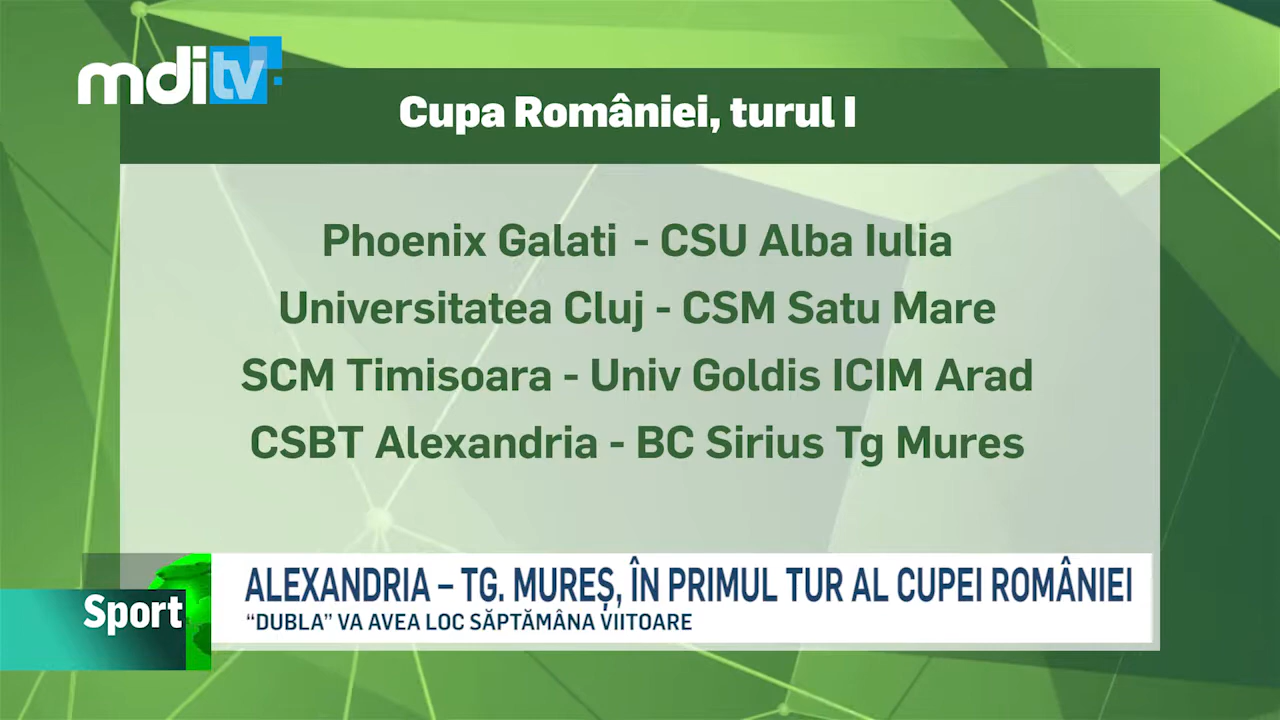 mditv
Cupa României, turul I
Phoenix Galati - CSU Alba Iulia
Universitatea Cluj - CSM Satu Mare
SCM Timisoara - Univ Goldis ICIM Arad
CSBT Alexandria - BC Sirius Tg Mures
Sport
ALEXANDRIA – TG. MUREȘ, ÎN PRIMUL TUR AL CUPEI ROMÂNIEI
“DUBLA” VA AVEA LOC SĂPTĂMÂNA VIITOARE